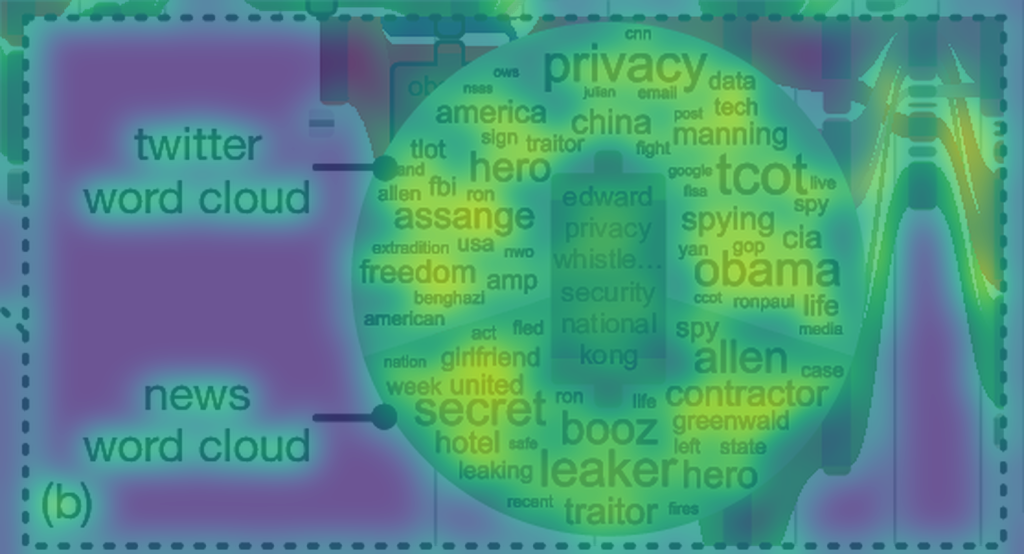 twitter
word cloud
news
word cloud
(b)
cnn
privacy
ows
data
nsas
julian
email
america
post
tech
china
sign
traitor
manning
tlot
fight
and
hero
google
tcot
allen
fbi
ron
fisa
live
edward
spy
assange
privacy
spying
extradition
usa
nwo
whistle...
yan
gop
cia
freedom
amp
obama
benghazi
security
ccot
ronpaul
life
american
act
fled
national
spy
media
nation
girlfriend
kong
allen
case
week
united
ron
life
contractor
secret
booz
greenwald
hotel
safe
left
state
leaking
leaker
hero
recent
traitor
fires